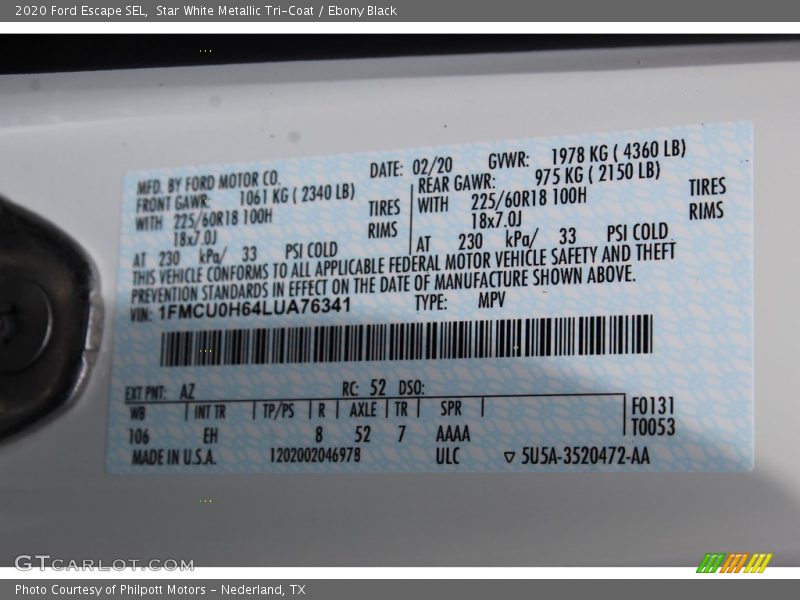 2020 Ford Escape SEL, Star White Metallic Tri-Coat / Ebony Black
MFD. BY FORD MOTOR CO. DATE: 02/20 GVWR: 1978 KG ( 4360 LB)
FRONT GAWR: 1061 KG ( 2340 LB) REAR GAWR: 975 KG ( 2150 LB)
WITH 225/60R18 100H TIRES WITH 225/60R18 100H TIRES
18x7.0J RIMS 18x7.0J RIMS
AT 230 kPa/ 33 PSI COLD AT 230 kPa/ 33 PSI COLD
THIS VEHICLE CONFORMS TO ALL APPLICABLE FEDERAL MOTOR VEHICLE SAFETY AND THEFT
PREVENTION STANDARDS IN EFFECT ON THE DATE OF MANUFACTURE SHOWN ABOVE.
VIN: 1FMCU0H64LUA76341 TYPE: MPV
EXT PNT: AZ RC: 52 DSO:
WB INT TR TP/PS R AXLE TR SPR F0131
106 EH 8 52 7 AAAA T0053
MADE IN U.S.A. 1202002046978 ULC ▽ 5U5A-3520472-AA
GTCARLOT.COM
Photo Courtesy of Philpott Motors - Nederland, TX